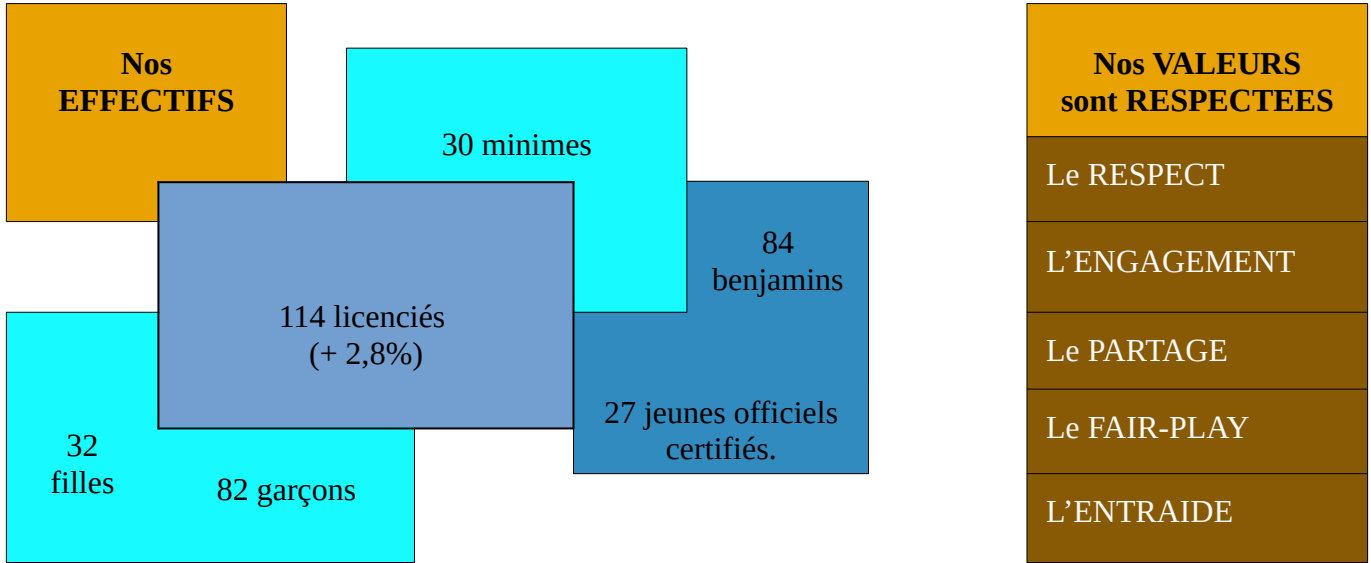 Nos
EFFECTIFS
30 minimes
84
benjamins
114 licenciés
(+ 2,8%)
27 jeunes officiels
certifiés.
32
filles
82 garçons
Nos VALEURS
sont RESPECTEES
Le RESPECT
L’ENGAGEMENT
Le PARTAGE
Le FAIR-PLAY
L’ENTRAIDE